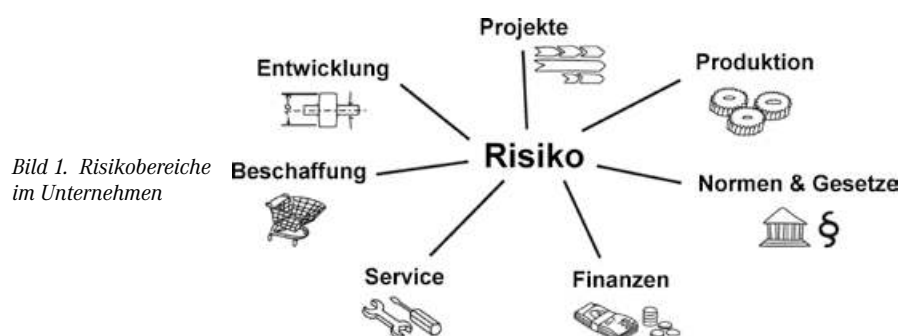 Projekte
Entwicklung
Produktion
Bild 1. Risikobereiche
im Unternehmen
Beschaffung
Risiko
Normen & Gesetze
§
Service
Finanzen